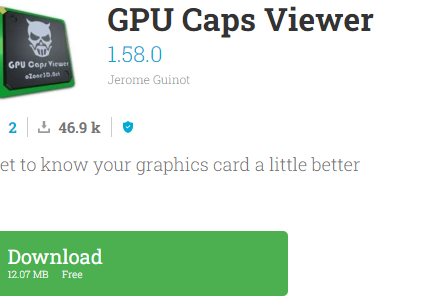 GPU Caps Viewer
1.58.0
Jerome Guinot
GPU Caps Viewer
oZone3D.Net
2 46.9 k
et to know your graphics card a little better
Download
12.07 MB Free